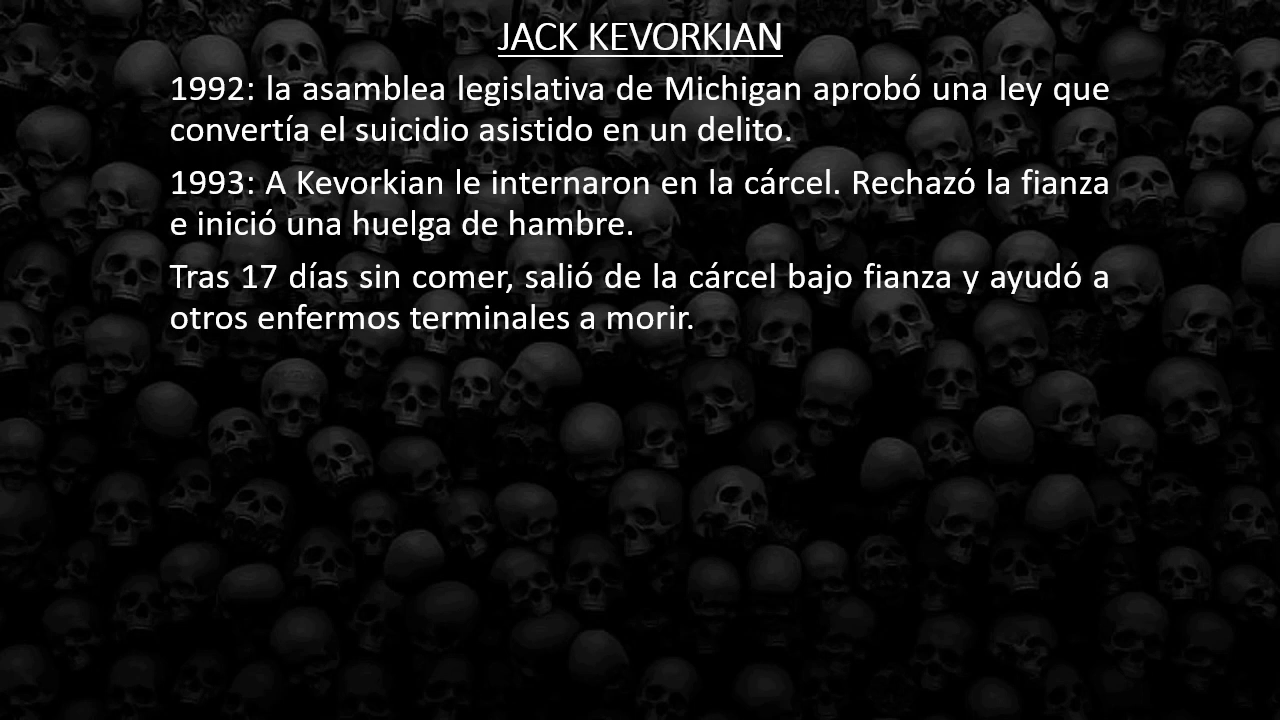 JACK KEVORKIAN
1992: la asamblea legislativa de Michigan aprobó una ley que
convertía el suicidio asistido en un delito.
1993: A Kevorkian le internaron en la cárcel. Rechazó la fianza
e inició una huelga de hambre.
Tras 17 días sin comer, salió de la cárcel bajo fianza y ayudó a
otros enfermos terminales a morir.